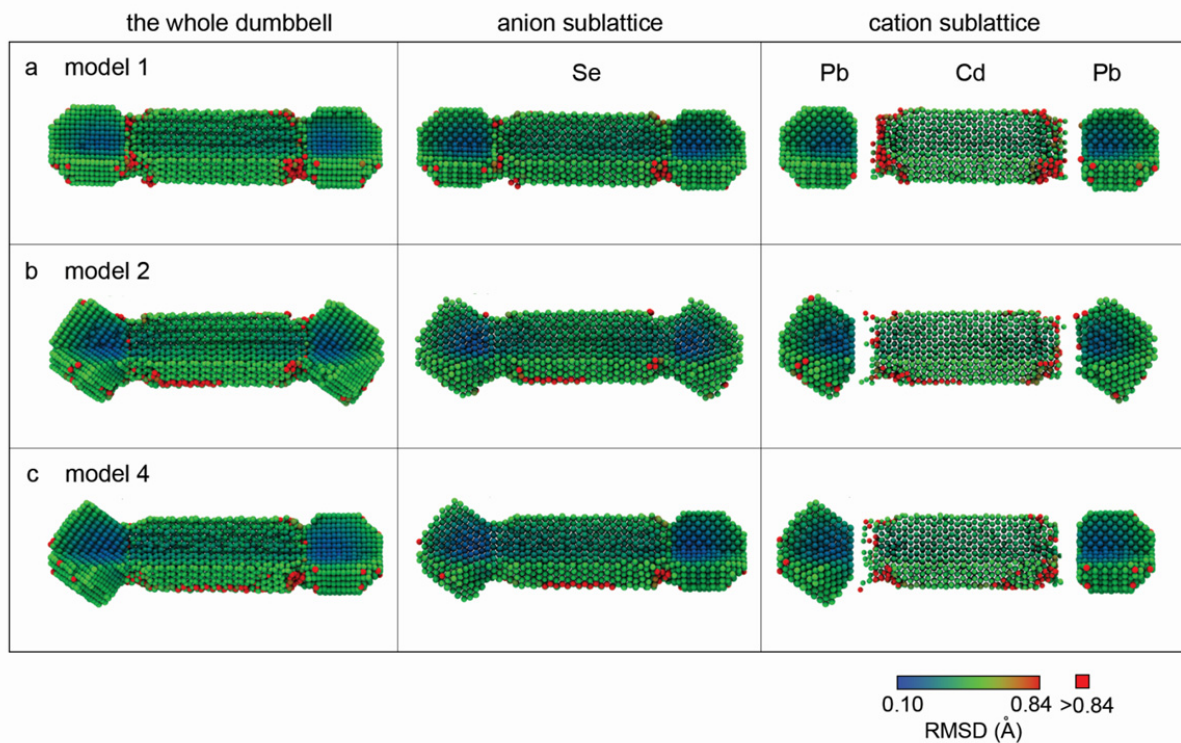 the whole dumbbell anion sublattice cation sublattice
a model 1 Se Pb Cd Pb
b model 2
c model 4
0.10 0.84 >0.84
RMSD (Å)